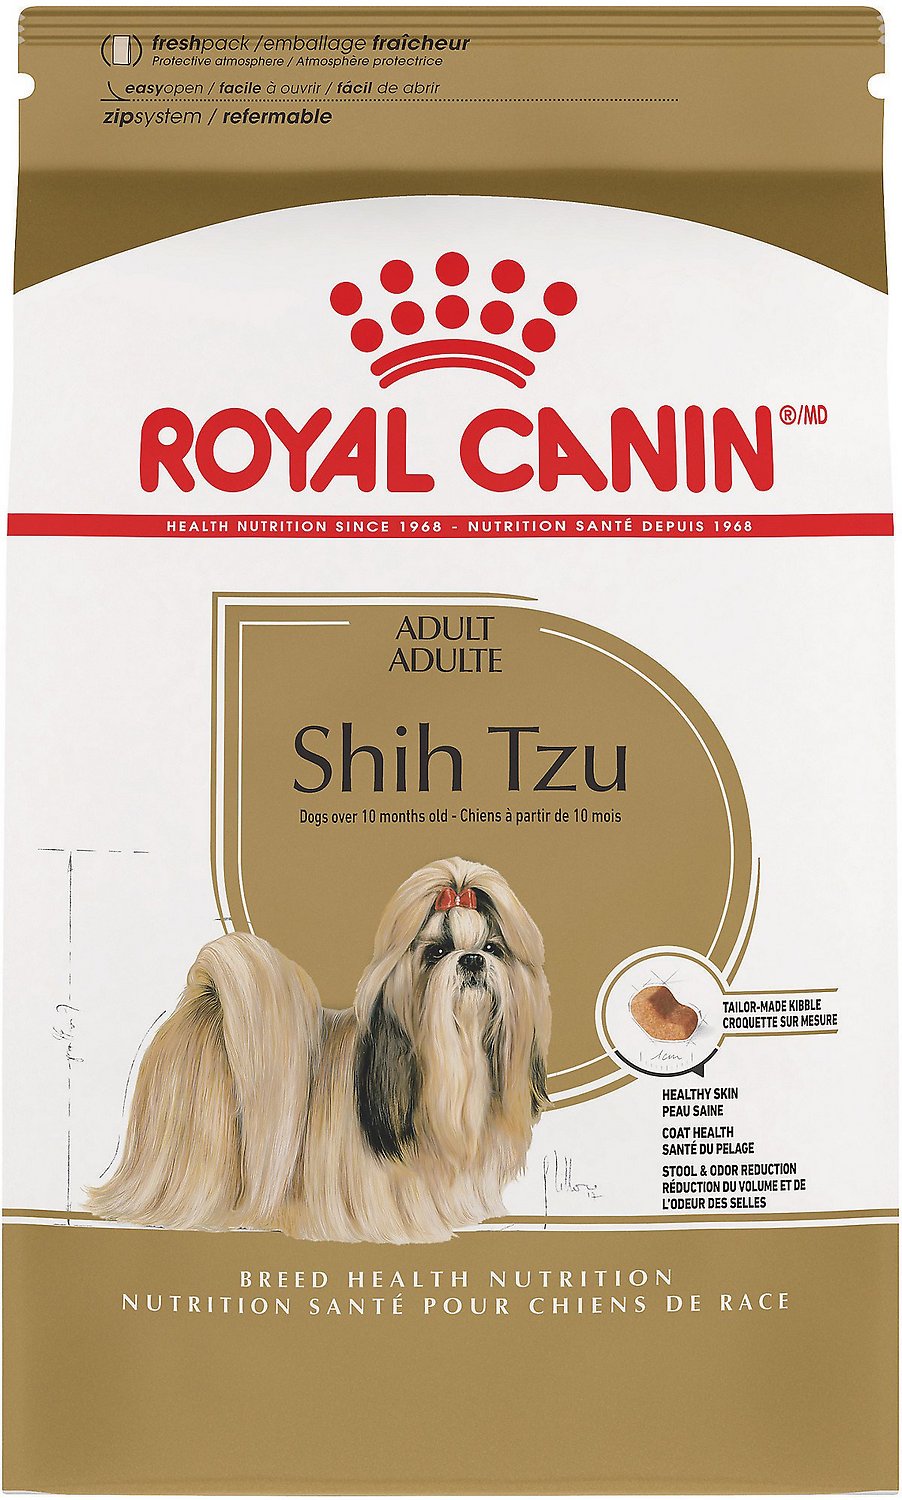 freshpack / emballage fraîcheur
Protective atmosphere / Atmosphère protectrice
easyopen / facile à ouvrir / fácil de abrir
zipsystem / refermable
ROYAL CANIN®/MD
HEALTH NUTRITION SINCE 1968 - NUTRITION SANTÉ DEPUIS 1968
ADULT
ADULTE
Shih Tzu
Dogs over 10 months old - Chiens à partir de 10 mois
TAILOR-MADE KIBBLE
CROQUETTE SUR MESURE
1cm
HEALTHY SKIN
PEAU SAINE
COAT HEALTH
SANTÉ DU PELAGE
STOOL & ODOR REDUCTION
RÉDUCTION DU VOLUME ET DE
L'ODEUR DES SELLES
BREED HEALTH NUTRITION
NUTRITION SANTÉ POUR CHIENS DE RACE